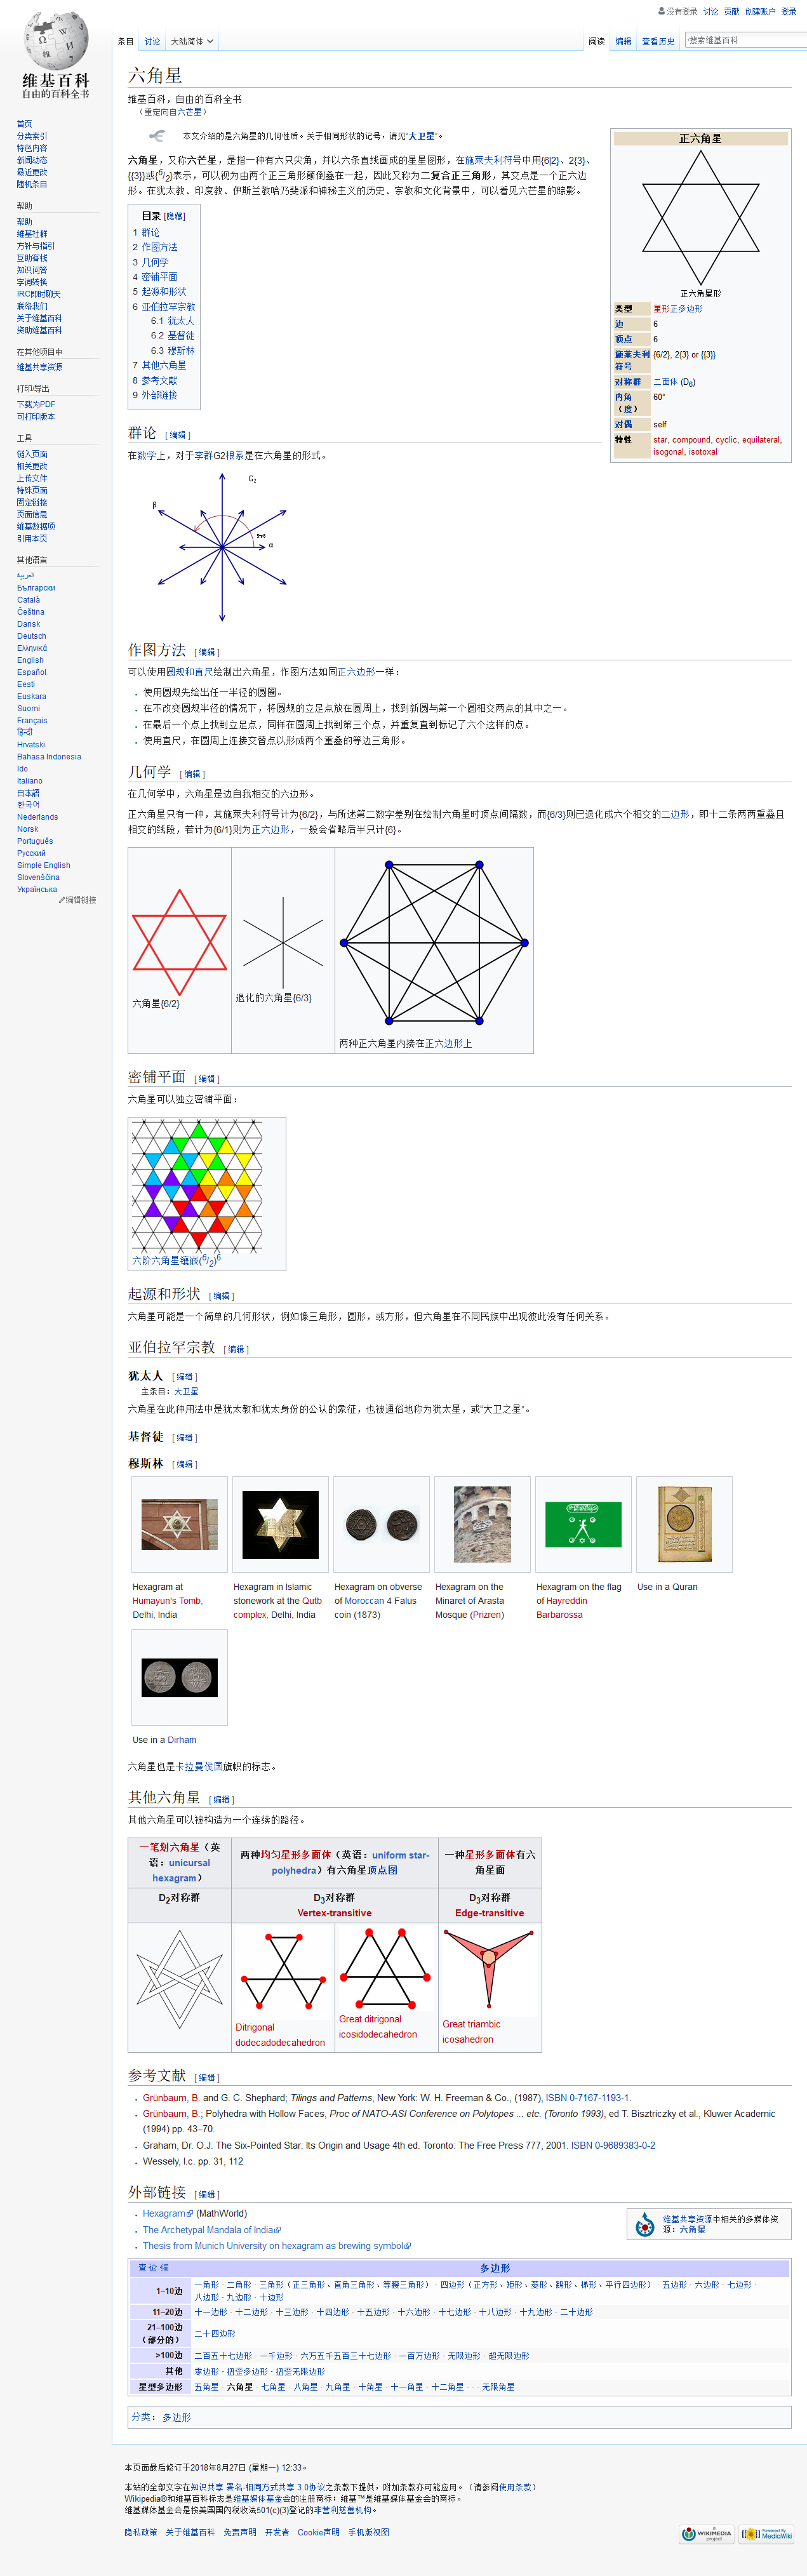 没有登录 讨论 贡献 创建账户 登录
条目 讨论 大陆简体
阅读 编辑 查看历史 搜索维基百科
维基百科
自由的百科全书
首页
分类索引
特色内容
新闻动态
最近更改
随机条目
帮助
帮助
维基社群
方针与指引
互助客栈
知识问答
字词转换
IRC即时聊天
联络我们
关于维基百科
资助维基百科
在其他项目中
维基共享资源
打印/导出
下载为PDF
可打印版本
工具
链入页面
相关更改
上传文件
特殊页面
固定链接
页面信息
维基数据项
引用本页
其他语言
العربية
Български
Català
Čeština
Dansk
Deutsch
Ελληνικά
English
Español
Eesti
Euskara
Suomi
Français
हिन्दी
Hrvatski
Bahasa Indonesia
Ido
Italiano
日本語
한국어
Nederlands
Norsk
Português
Русский
Simple English
Slovenščina
Українська
编辑链接
六角星
维基百科，自由的百科全书
（重定向自六芒星）
本文介绍的是六角星的几何性质。关于相同形状的记号，请见“大卫星”。
六角星，又称六芒星，是指一种有六只尖角，并以六条直线画成的星星图形，在施莱夫利符号中用{6|2}、2{3}、
{{3}}或{6/2}表示，可以视为由两个正三角形颠倒叠在一起，因此又称为二复合正三角形，其交点是一个正六边
形。在犹太教、印度教、伊斯兰教哈乃斐派和神秘主义的历史、宗教和文化背景中，可以看见六芒星的踪影。
正六角星
正六角星形
类型 星形正多边形
边 6
顶点 6
施莱夫利符号 {6/2}, 2{3} or {{3}}
对称群 二面体 (D6)
内角（度） 60°
对偶 self
特性 star, compound, cyclic, equilateral,
isogonal, isotoxal
目录 [隐藏]
1 群论
2 作图方法
3 几何学
4 密铺平面
5 起源和形状
6 亚伯拉罕宗教
6.1 犹太人
6.2 基督徒
6.3 穆斯林
7 其他六角星
8 参考文献
9 外部链接
群论 [ 编辑 ]
在数学上，对于李群G2根系是在六角星的形式。
G2
β
5π/6
α
作图方法 [ 编辑 ]
可以使用圆规和直尺绘制出六角星，作图方法如同正六边形一样：
使用圆规先绘出任一半径的圆圈。
在不改变圆规半径的情况下，将圆规的立足点放在圆周上，找到新圆与第一个圆相交两点的其中之一。
在最后一个点上找到立足点，同样在圆周上找到第三个点，并重复直到标记了六个这样的点。
使用直尺，在圆周上连接交替点以形成两个重叠的等边三角形。
几何学 [ 编辑 ]
在几何学中，六角星是边自我相交的六边形。
正六角星只有一种，其施莱夫利符号计为{6/2}，与所述第二数字差别在绘制六角星时顶点间隔数，而{6/3}则已退化成六个相交的二边形，即十二条两两重叠且
相交的线段，若计为{6/1}则为正六边形，一般会省略后半只计{6}。
六角星{6/2}
退化的六角星{6/3}
两种正六角星内接在正六边形上
密铺平面 [ 编辑 ]
六角星可以独立密铺平面：
六阶六角星镶嵌(6/2)6
起源和形状 [ 编辑 ]
六角星可能是一个简单的几何形状，例如像三角形，圆形，或方形，但六角星在不同民族中出现彼此没有任何关系。
亚伯拉罕宗教 [ 编辑 ]
犹太人 [ 编辑 ]
主条目：大卫星
六角星在此种用法中是犹太教和犹太身份的公认的象征，也被通俗地称为犹太星，或“大卫之星”。
基督徒 [ 编辑 ]
穆斯林 [ 编辑 ]
Hexagram at Humayun's Tomb, Delhi, India
Hexagram in Islamic stonework at the Qutb complex, Delhi, India
Hexagram on obverse of Moroccan 4 Falus coin (1873)
Hexagram on the Minaret of Arasta Mosque (Prizren)
Hexagram on the flag of Hayreddin Barbarossa
Use in a Quran
Use in a Dirham
六角星也是卡拉曼侯国旗帜的标志。
其他六角星 [ 编辑 ]
其他六角星可以被构造为一个连续的路径。
一笔划六角星（英语：unicursal hexagram）
两种均匀星形多面体（英语：uniform star-polyhedra）有六角星顶点图
一种星形多面体有六角星面
D2对称群
D3对称群
Vertex-transitive
D3对称群
Edge-transitive
Ditrigonal dodecadodecahedron
Great ditrigonal icosidodecahedron
Great triambic icosahedron
参考文献 [ 编辑 ]
Grünbaum, B. and G. C. Shephard; Tilings and Patterns, New York: W. H. Freeman & Co., (1987), ISBN 0-7167-1193-1.
Grünbaum, B.; Polyhedra with Hollow Faces, Proc of NATO-ASI Conference on Polytopes ... etc. (Toronto 1993), ed T. Bisztriczky et al., Kluwer Academic
(1994) pp. 43–70.
Graham, Dr. O.J. The Six-Pointed Star: Its Origin and Usage 4th ed. Toronto: The Free Press 777, 2001. ISBN 0-9689383-0-2
Wessely, l.c. pp. 31, 112
外部链接 [ 编辑 ]
Hexagram (MathWorld)
The Archetypal Mandala of India
Thesis from Munich University on hexagram as brewing symbol
维基共享资源中相关的多媒体资源：六角星
查 论 编 多边形
1–10边 一角形 · 二角形 · 三角形（正三角形、直角三角形、等腰三角形） · 四边形（正方形、矩形、菱形、鹞形、梯形、平行四边形） · 五边形 · 六边形 · 七边形 ·
八边形 · 九边形 · 十边形
11–20边 十一边形 · 十二边形 · 十三边形 · 十四边形 · 十五边形 · 十六边形 · 十七边形 · 十八边形 · 十九边形 · 二十边形
21–100边（部分的） 二十四边形
>100边 二百五十七边形 · 一千边形 · 六万五千五百三十七边形 · 一百万边形 · 无限边形 · 超无限边形
其他 零边形 · 扭歪多边形 · 扭歪无限边形
星型多边形 五角星 · 六角星 · 七角星 · 八角星 · 九角星 · 十角星 · 十一角星 · 十二角星 · · · 无限角星
分类： 多边形
本页面最后修订于2018年8月27日 (星期一) 12:33。
本站的全部文字在知识共享 署名-相同方式共享 3.0协议之条款下提供，附加条款亦可能应用。（请参阅使用条款）
Wikipedia®和维基百科标志是维基媒体基金会的注册商标；维基™是维基媒体基金会的商标。
维基媒体基金会是按美国国內稅收法501(c)(3)登记的非营利慈善机构。
隐私政策 关于维基百科 免责声明 开发者 Cookie声明 手机版视图
A WIKIMEDIA project
Powered By MediaWiki